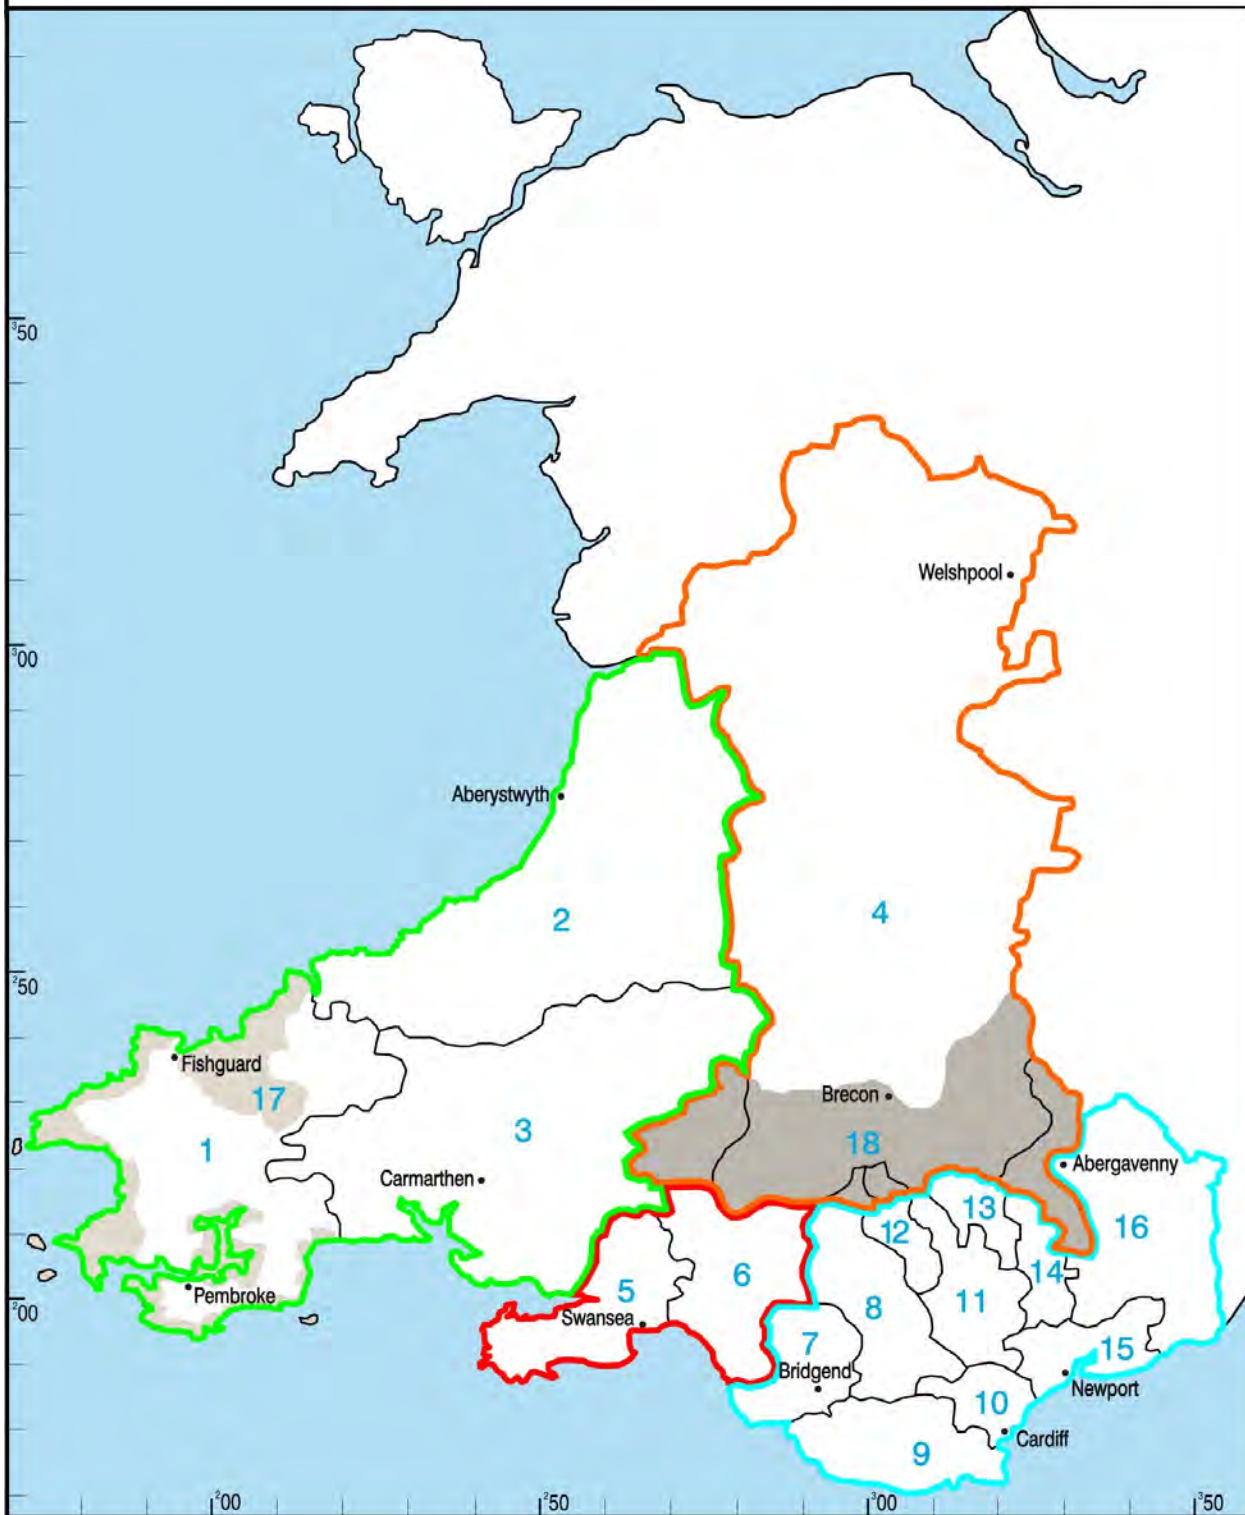 ³50
Welshpool
³00
Aberystwyth
2
4
²50
Fishguard
17
Brecon
1
3
18
Carmarthen
Abergavenny
13
16
12
14
Pembroke
5
6
²00
8
11
Swansea
7
15
Bridgend
Newport
10
Cardiff
9
²00
²50
³00
³50